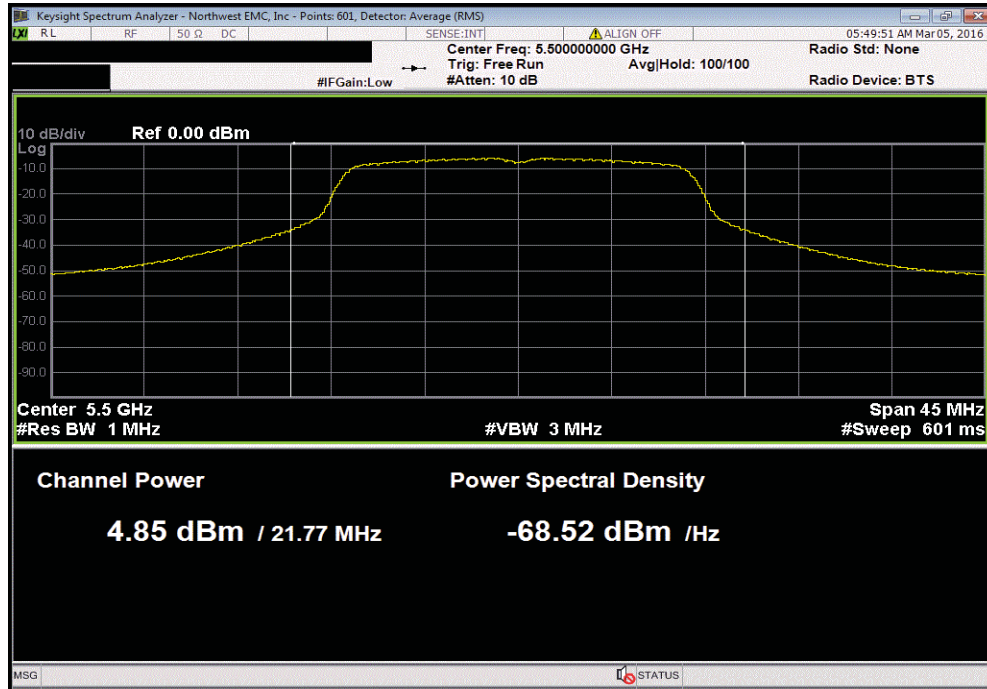 Keysight Spectrum Analyzer - Northwest EMC, Inc - Points: 601, Detector: Average (RMS)
LXI RL RF 50 Ω DC SENSE:INT ALIGN OFF 05:49:51 AM Mar 05, 2016
Center Freq: 5.500000000 GHz Radio Std: None
Trig: Free Run Avg|Hold: 100/100
#IFGain:Low #Atten: 10 dB Radio Device: BTS
10 dB/div Ref 0.00 dBm
Log
-10.0
-20.0
-30.0
-40.0
-50.0
-60.0
-70.0
-80.0
-90.0
Center 5.5 GHz Span 45 MHz
#Res BW 1 MHz #VBW 3 MHz #Sweep 601 ms
Channel Power Power Spectral Density
4.85 dBm / 21.77 MHz -68.52 dBm /Hz
MSG STATUS